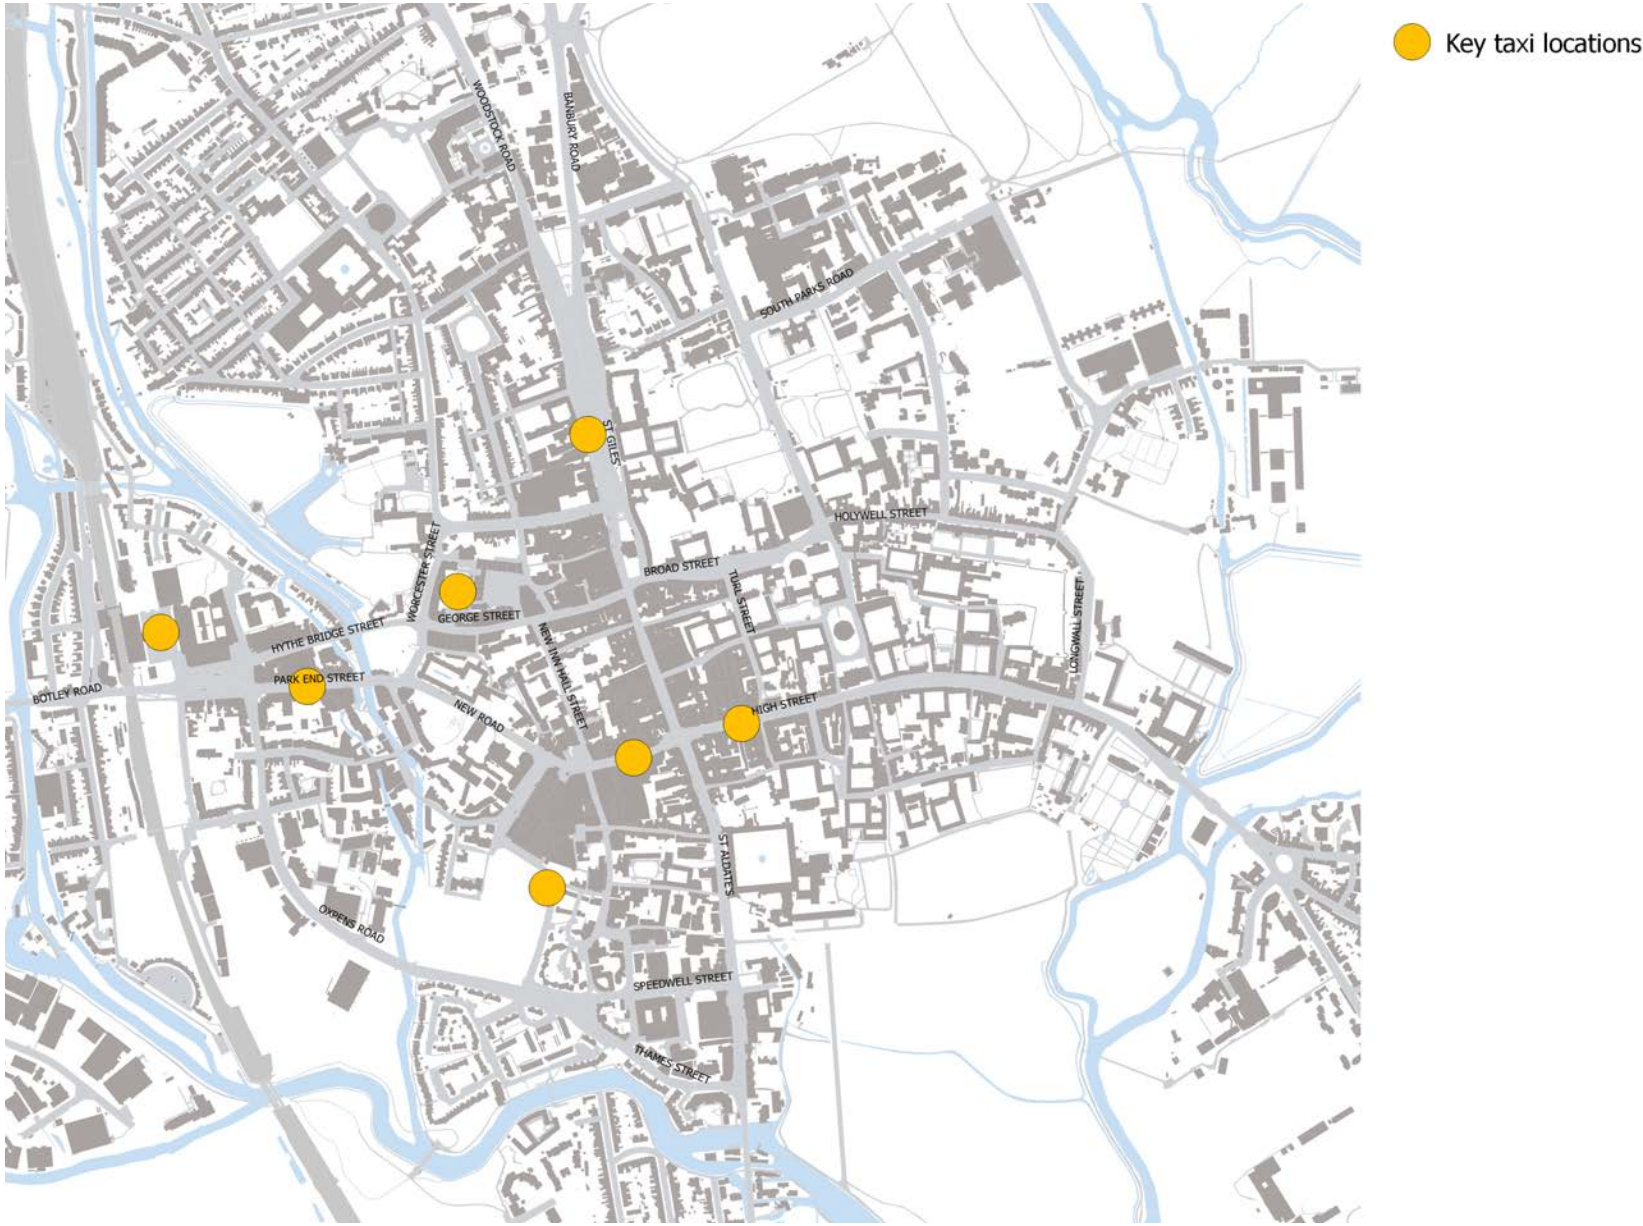 Key taxi locations
WOODSTOCK ROAD
BANBURY ROAD
SOUTH PARKS ROAD
ST GILES'
HOLYWELL STREET
WORCESTER STREET
BROAD STREET
TURL STREET
LONGWALL STREET
GEORGE STREET
HYTHE BRIDGE STREET
NEW INN HALL STREET
PARK END STREET
BOTLEY ROAD
NEW ROAD
HIGH STREET
ST ALDATE'S
OXPENS ROAD
SPEEDWELL STREET
THAMES STREET